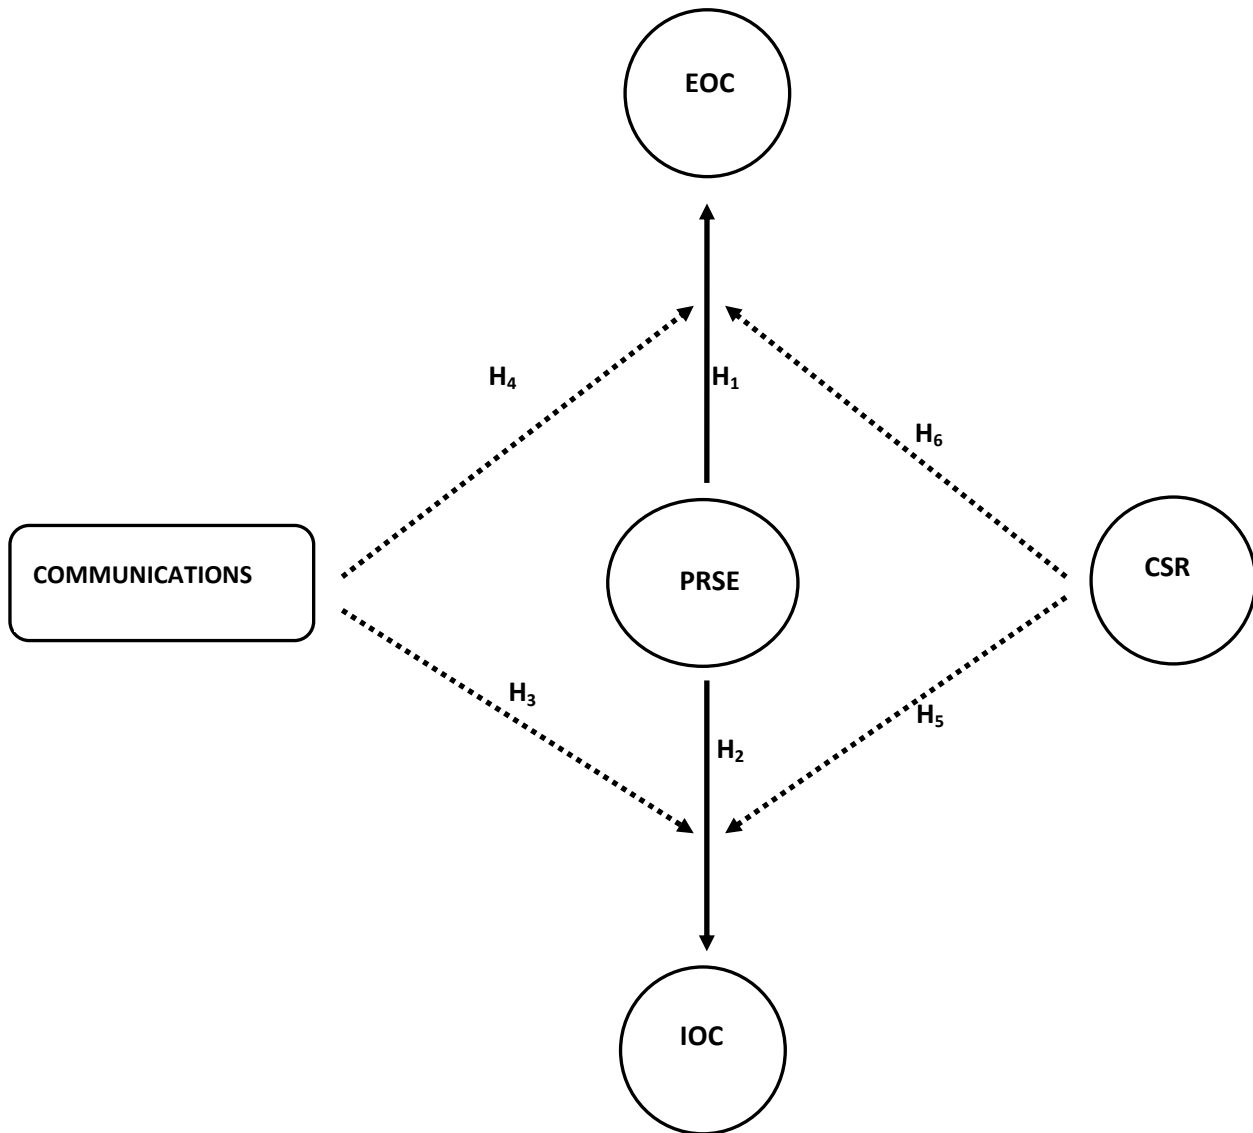 EOC
H₄
H₁
H₆
COMMUNICATIONS
PRSE
CSR
H₃
H₅
H₂
IOC